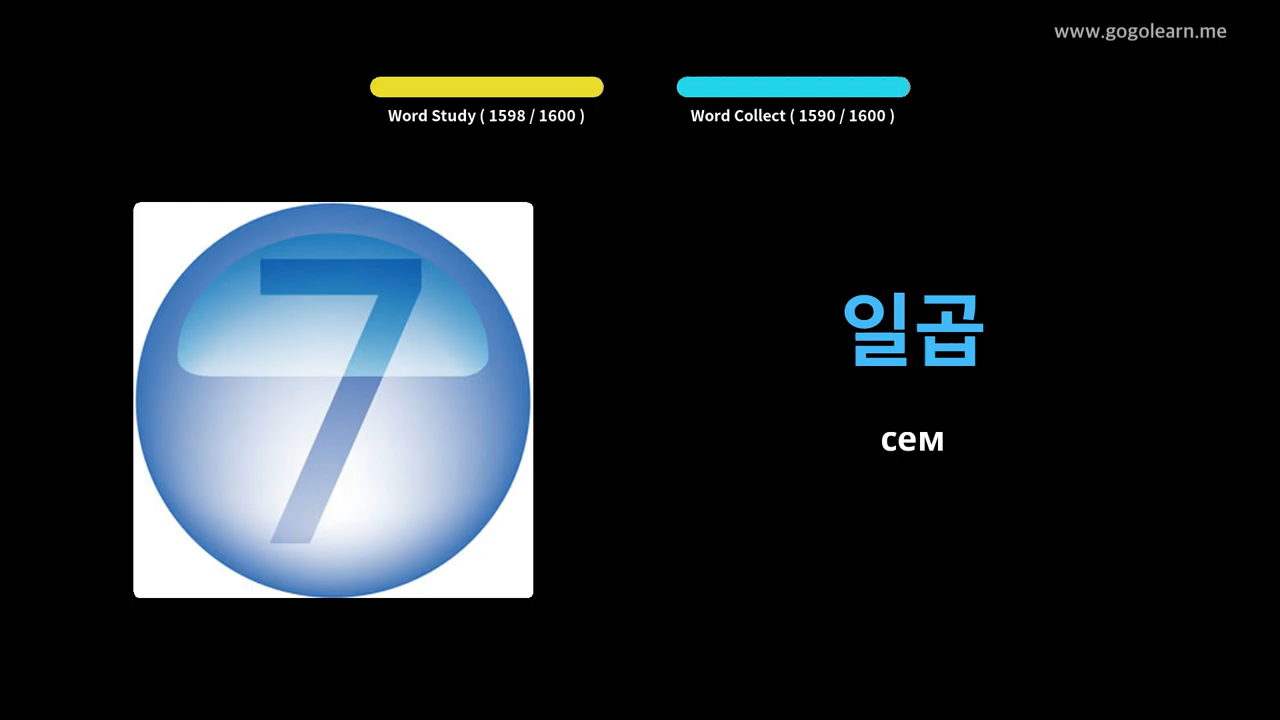 www.gogolearn.me
Word Study ( 1598 / 1600 )
Word Collect ( 1590 / 1600 )
7
일곱
сем